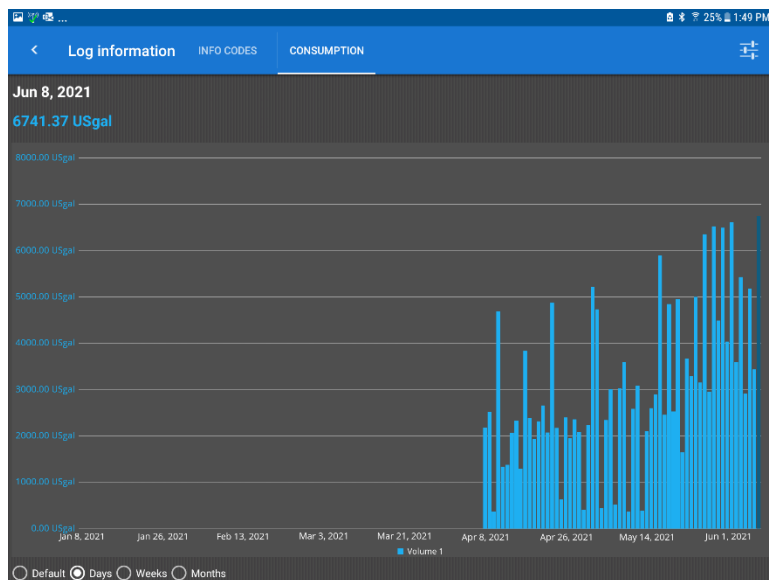 ... 25% 1:49 PM
Log information INFO CODES CONSUMPTION
Jun 8, 2021
6741.37 USgal
8000.00 USgal
7000.00 USgal
6000.00 USgal
5000.00 USgal
4000.00 USgal
3000.00 USgal
2000.00 USgal
1000.00 USgal
0.00 USgal
Jan 8, 2021 Jan 26, 2021 Feb 13, 2021 Mar 3, 2021 Mar 21, 2021 Apr 8, 2021 Apr 26, 2021 May 14, 2021 Jun 1, 2021
Volume 1
Default Days Weeks Months